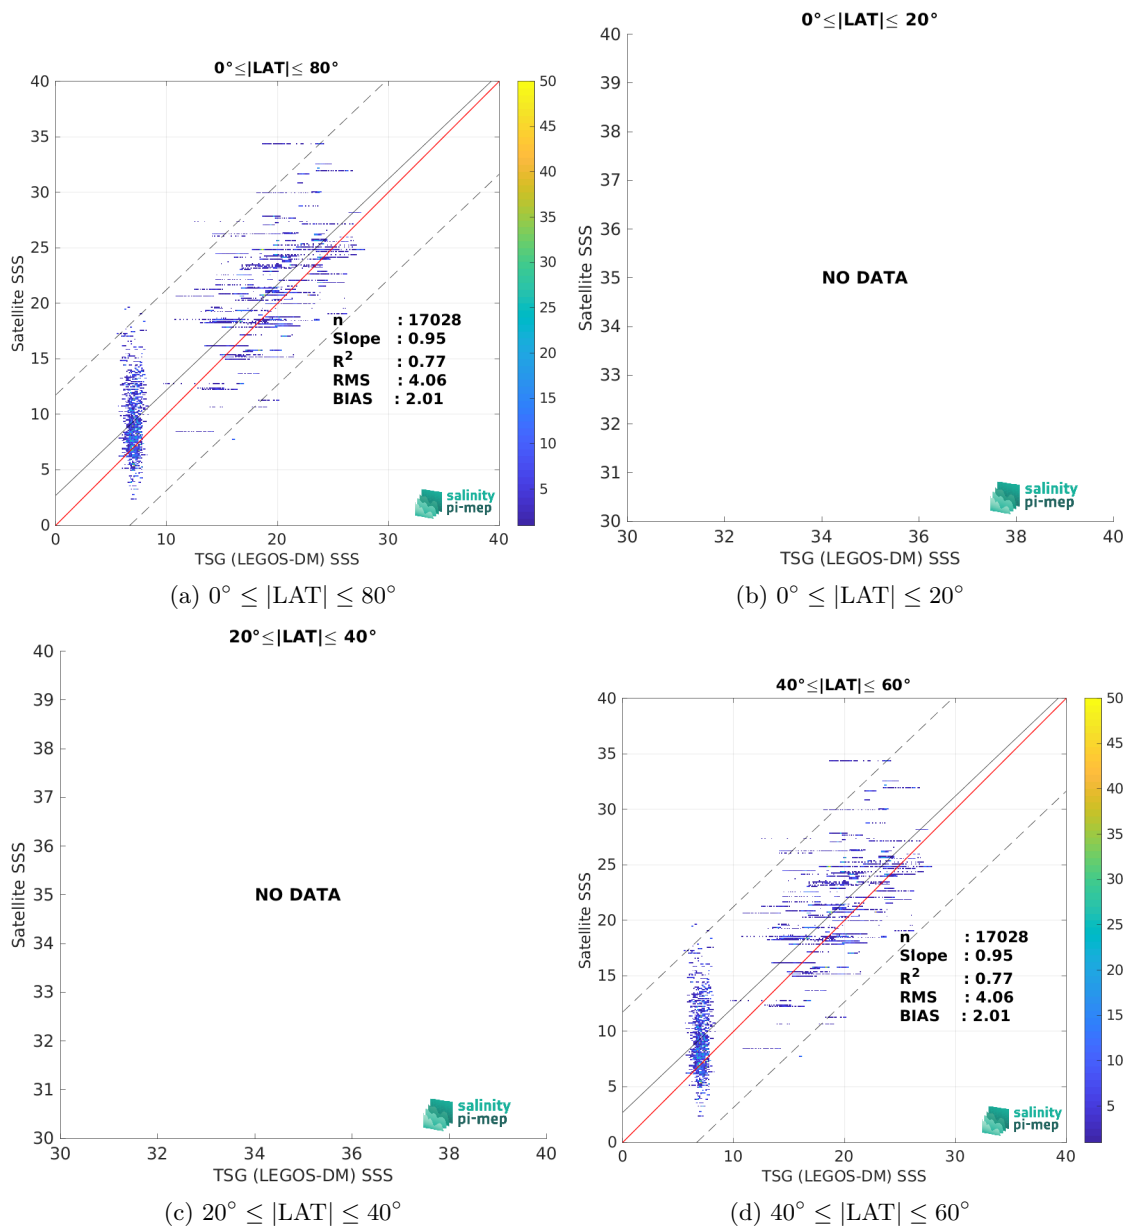 0°≤|LAT|≤ 80°
40
35
30
25
20
15
10
5
0
Satellite SSS
0
10
20
30
40
TSG (LEGOS-DM) SSS
50
45
40
35
30
25
20
15
10
5
n : 17028
Slope : 0.95
R2 : 0.77
RMS : 4.06
BIAS : 2.01
salinity
pi-mep
(a) 0° ≤ |LAT| ≤ 80°
0°≤|LAT|≤ 20°
40
39
38
37
36
35
34
33
32
31
30
Satellite SSS
NO DATA
salinity
pi-mep
30
32
34
36
38
40
TSG (LEGOS-DM) SSS
(b) 0° ≤ |LAT| ≤ 20°
20°≤|LAT|≤ 40°
40
39
38
37
36
35
34
33
32
31
30
Satellite SSS
NO DATA
salinity
pi-mep
30
32
34
36
38
40
TSG (LEGOS-DM) SSS
(c) 20° ≤ |LAT| ≤ 40°
40°≤|LAT|≤ 60°
40
35
30
25
20
15
10
5
0
Satellite SSS
0
10
20
30
40
TSG (LEGOS-DM) SSS
50
45
40
35
30
25
20
15
10
5
n : 17028
Slope : 0.95
R2 : 0.77
RMS : 4.06
BIAS : 2.01
salinity
pi-mep
(d) 40° ≤ |LAT| ≤ 60°